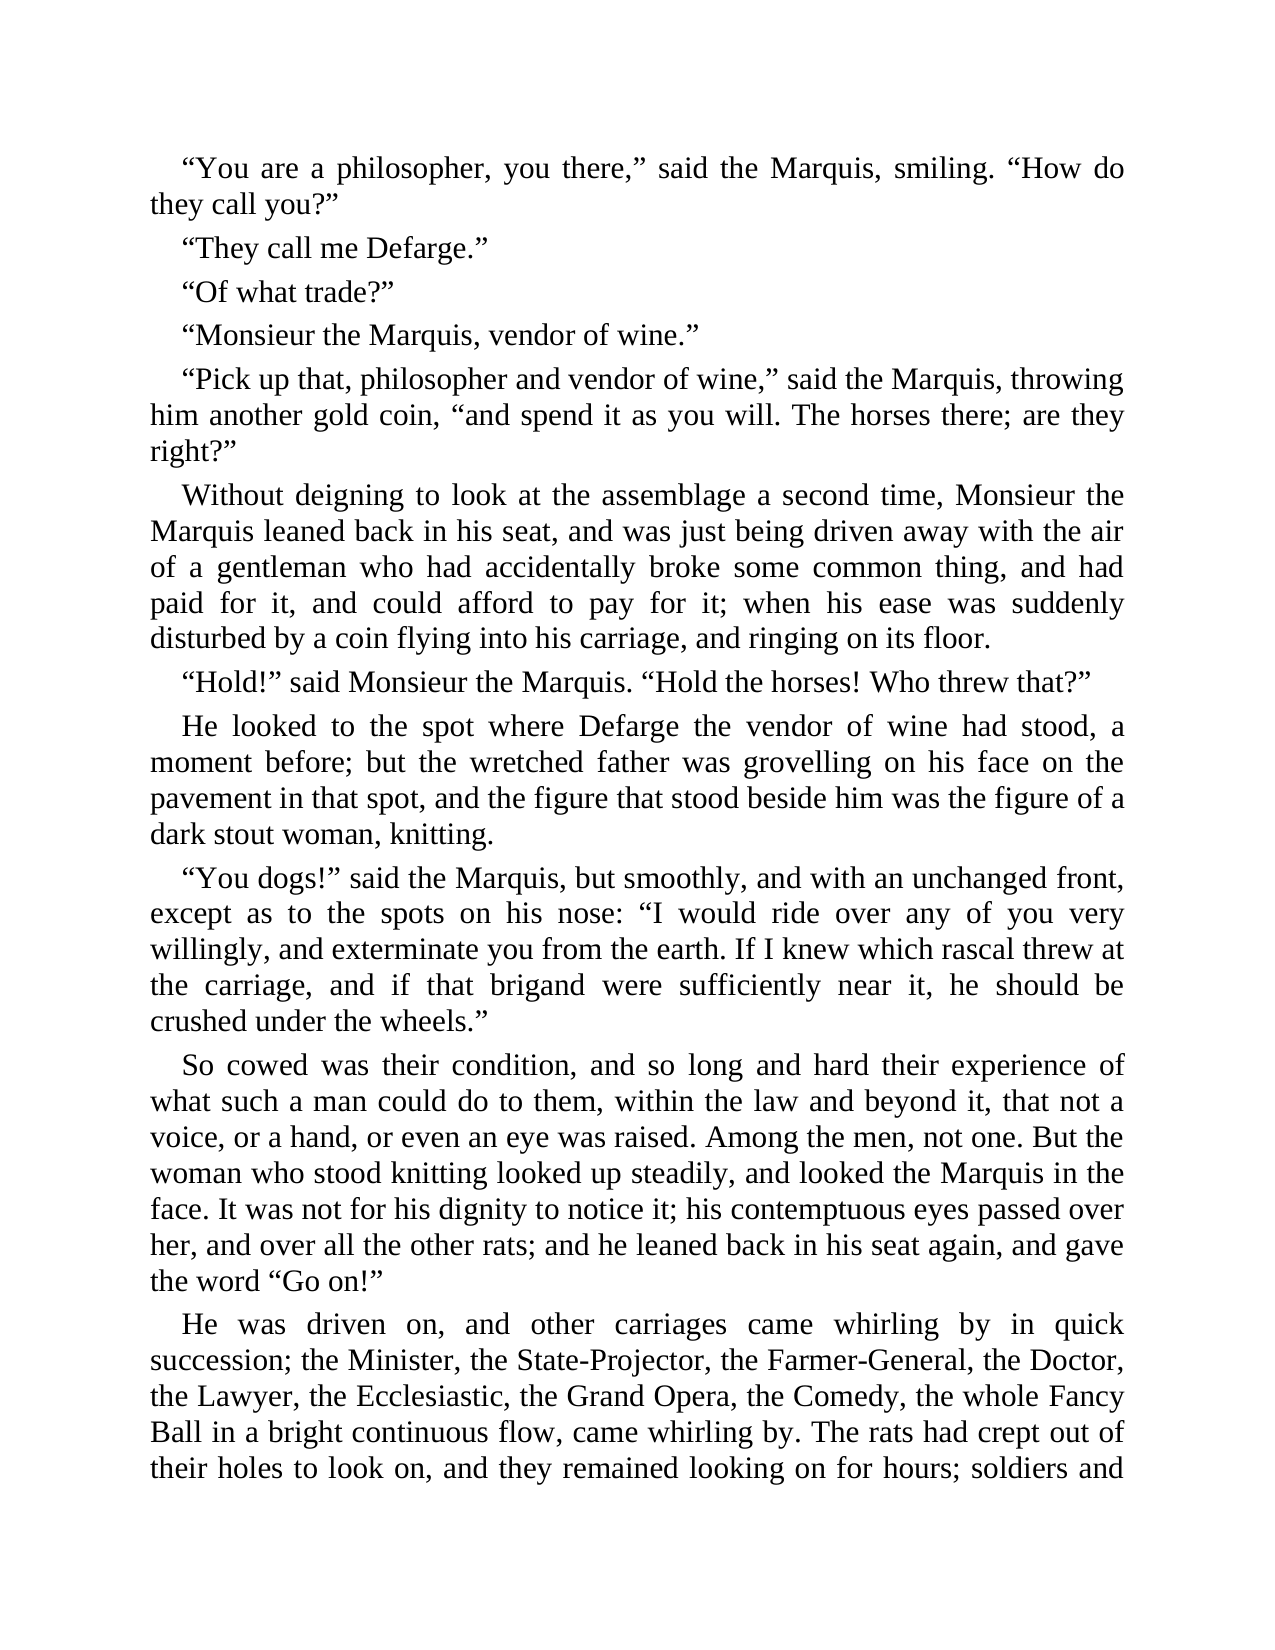 “You are a philosopher, you there,” said the Marquis, smiling. “How do
they call you?”
“They call me Defarge.”
“Of what trade?”
“Monsieur the Marquis, vendor of wine.”
“Pick up that, philosopher and vendor of wine,” said the Marquis, throwing
him another gold coin, “and spend it as you will. The horses there; are they
right?”
Without deigning to look at the assemblage a second time, Monsieur the
Marquis leaned back in his seat, and was just being driven away with the air
of a gentleman who had accidentally broke some common thing, and had
paid for it, and could afford to pay for it; when his ease was suddenly
disturbed by a coin flying into his carriage, and ringing on its floor.
“Hold!” said Monsieur the Marquis. “Hold the horses! Who threw that?”
He looked to the spot where Defarge the vendor of wine had stood, a
moment before; but the wretched father was grovelling on his face on the
pavement in that spot, and the figure that stood beside him was the figure of a
dark stout woman, knitting.
“You dogs!” said the Marquis, but smoothly, and with an unchanged front,
except as to the spots on his nose: “I would ride over any of you very
willingly, and exterminate you from the earth. If I knew which rascal threw at
the carriage, and if that brigand were sufficiently near it, he should be
crushed under the wheels.”
So cowed was their condition, and so long and hard their experience of
what such a man could do to them, within the law and beyond it, that not a
voice, or a hand, or even an eye was raised. Among the men, not one. But the
woman who stood knitting looked up steadily, and looked the Marquis in the
face. It was not for his dignity to notice it; his contemptuous eyes passed over
her, and over all the other rats; and he leaned back in his seat again, and gave
the word “Go on!”
He was driven on, and other carriages came whirling by in quick
succession; the Minister, the State-Projector, the Farmer-General, the Doctor,
the Lawyer, the Ecclesiastic, the Grand Opera, the Comedy, the whole Fancy
Ball in a bright continuous flow, came whirling by. The rats had crept out of
their holes to look on, and they remained looking on for hours; soldiers and